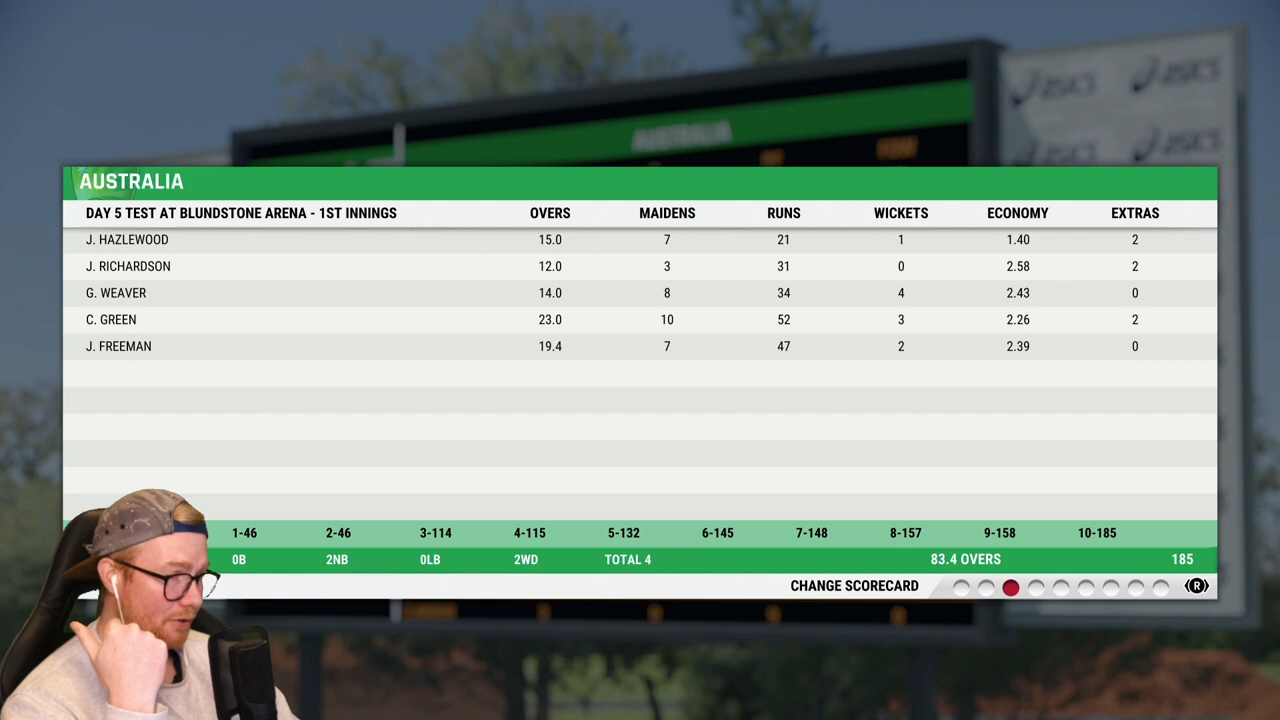 asics asics
AUSTRALIA
AUSTRALIA
DAY 5 TEST AT BLUNDSTONE ARENA - 1ST INNINGS OVERS MAIDENS RUNS WICKETS ECONOMY EXTRAS
J. HAZLEWOOD 15.0 7 21 1 1.40 2
J. RICHARDSON 12.0 3 31 0 2.58 2
G. WEAVER 14.0 8 34 4 2.43 0
C. GREEN 23.0 10 52 3 2.26 2
J. FREEMAN 19.4 7 47 2 2.39 0
1-46 2-46 3-114 4-115 5-132 6-145 7-148 8-157 9-158 10-185
0B 2NB 0LB 2WD TOTAL 4 83.4 OVERS 185
CHANGE SCORECARD R